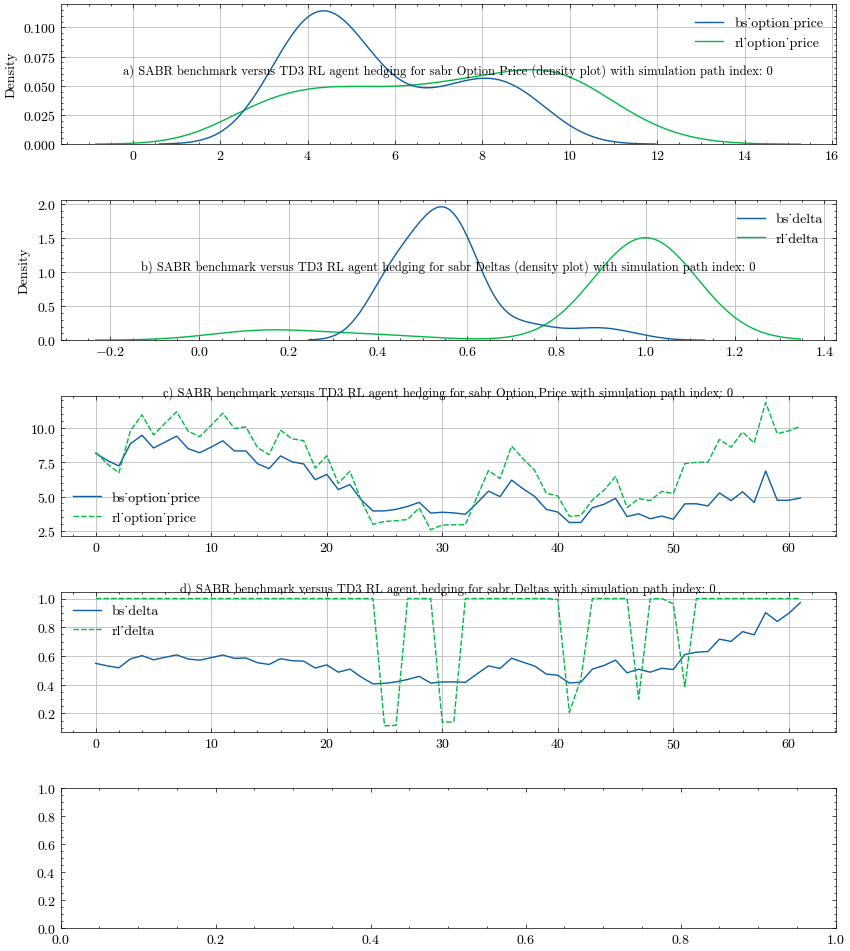 0.100
0.075
0.050
0.025
0.000
Density
bs˙option˙price
rl˙option˙price
a) SABR benchmark versus TD3 RL agent hedging for sabr Option Price (density plot) with simulation path index: 0
0 2 4 6 8 10 12 14 16
2.0
1.5
1.0
0.5
0.0
Density
bs˙delta
rl˙delta
b) SABR benchmark versus TD3 RL agent hedging for sabr Deltas (density plot) with simulation path index: 0
−0.2 0.0 0.2 0.4 0.6 0.8 1.0 1.2 1.4
c) SABR benchmark versus TD3 RL agent hedging for sabr Option Price with simulation path index: 0
10.0
7.5
5.0
2.5
bs˙option˙price
rl˙option˙price
0 10 20 30 40 50 60
d) SABR benchmark versus TD3 RL agent hedging for sabr Deltas with simulation path index: 0
1.0
0.8
0.6
0.4
0.2
bs˙delta
rl˙delta
0 10 20 30 40 50 60
1.0
0.8
0.6
0.4
0.2
0.0
0.0 0.2 0.4 0.6 0.8 1.0